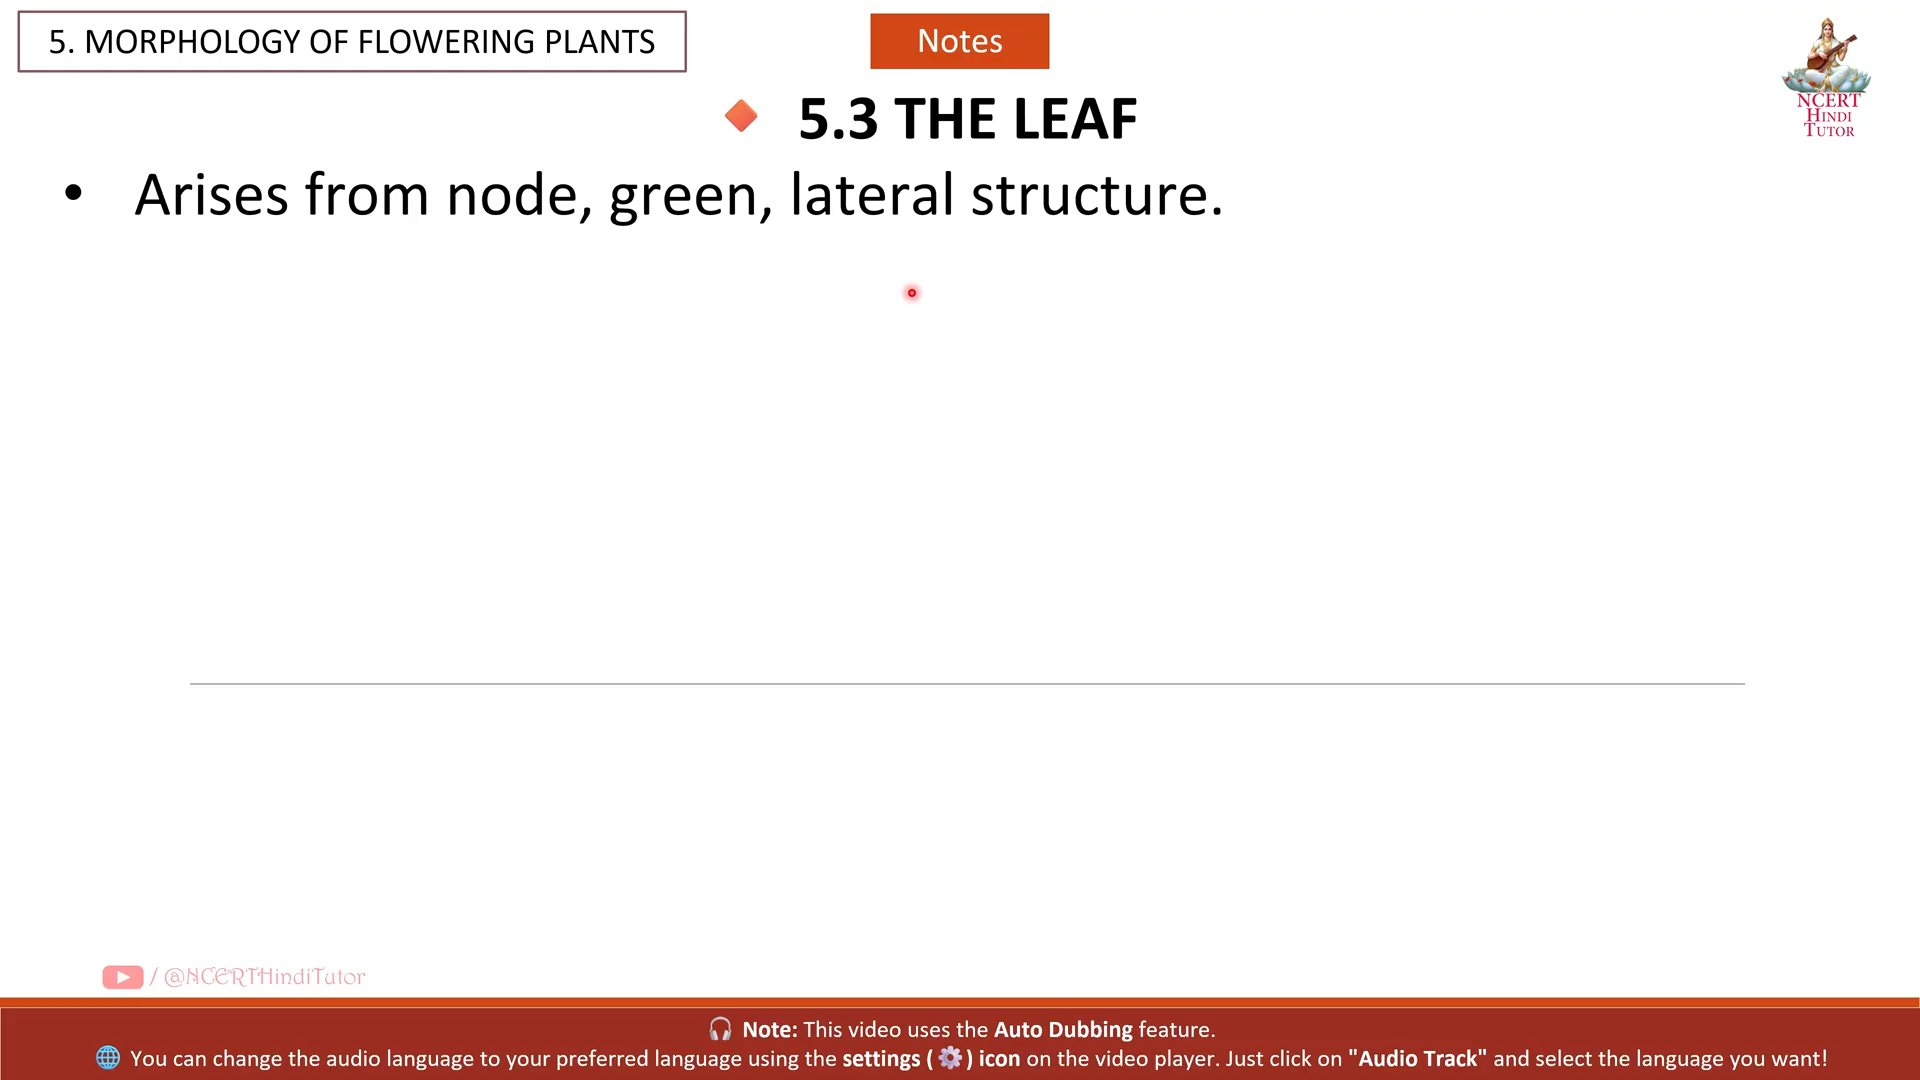 5. MORPHOLOGY OF FLOWERING PLANTS
Notes
NCERT
HINDI
TUTOR
🔸 5.3 THE LEAF
• Arises from node, green, lateral structure.
/ @NCERTHindiTutor
🎧 Note: This video uses the Auto Dubbing feature.
🌐 You can change the audio language to your preferred language using the settings ( ⚙️ ) icon on the video player. Just click on "Audio Track" and select the language you want!